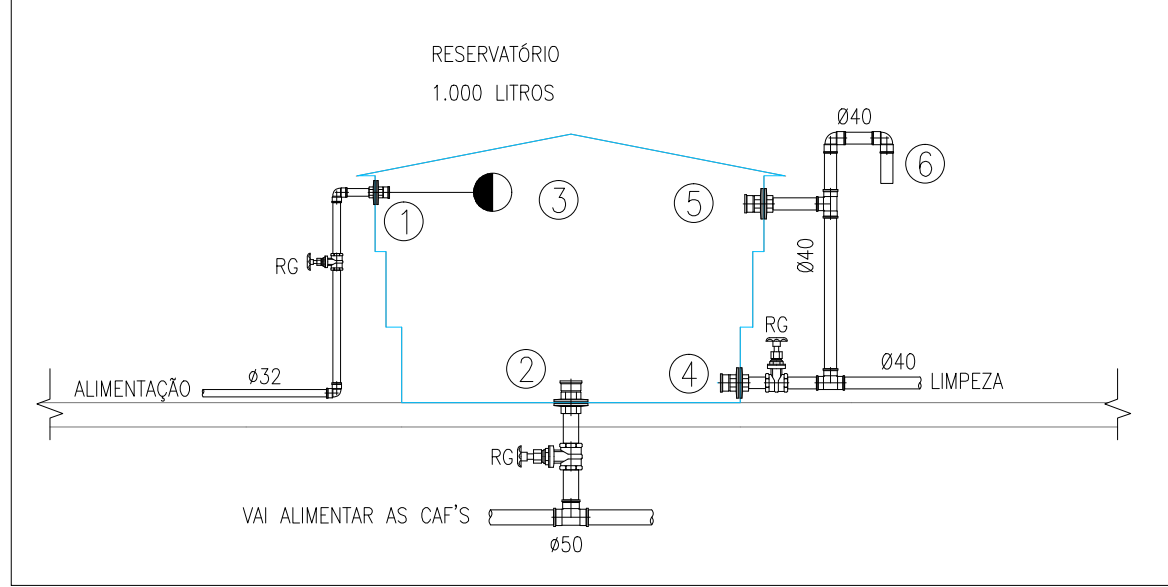 RESERVATÓRIO
1.000 LITROS
Ø40
6
3
5
1
RG
Ø40
RG
2
4
ø32
Ø40
ALIMENTAÇÃO
LIMPEZA
RG
VAI ALIMENTAR AS CAF'S
ø50